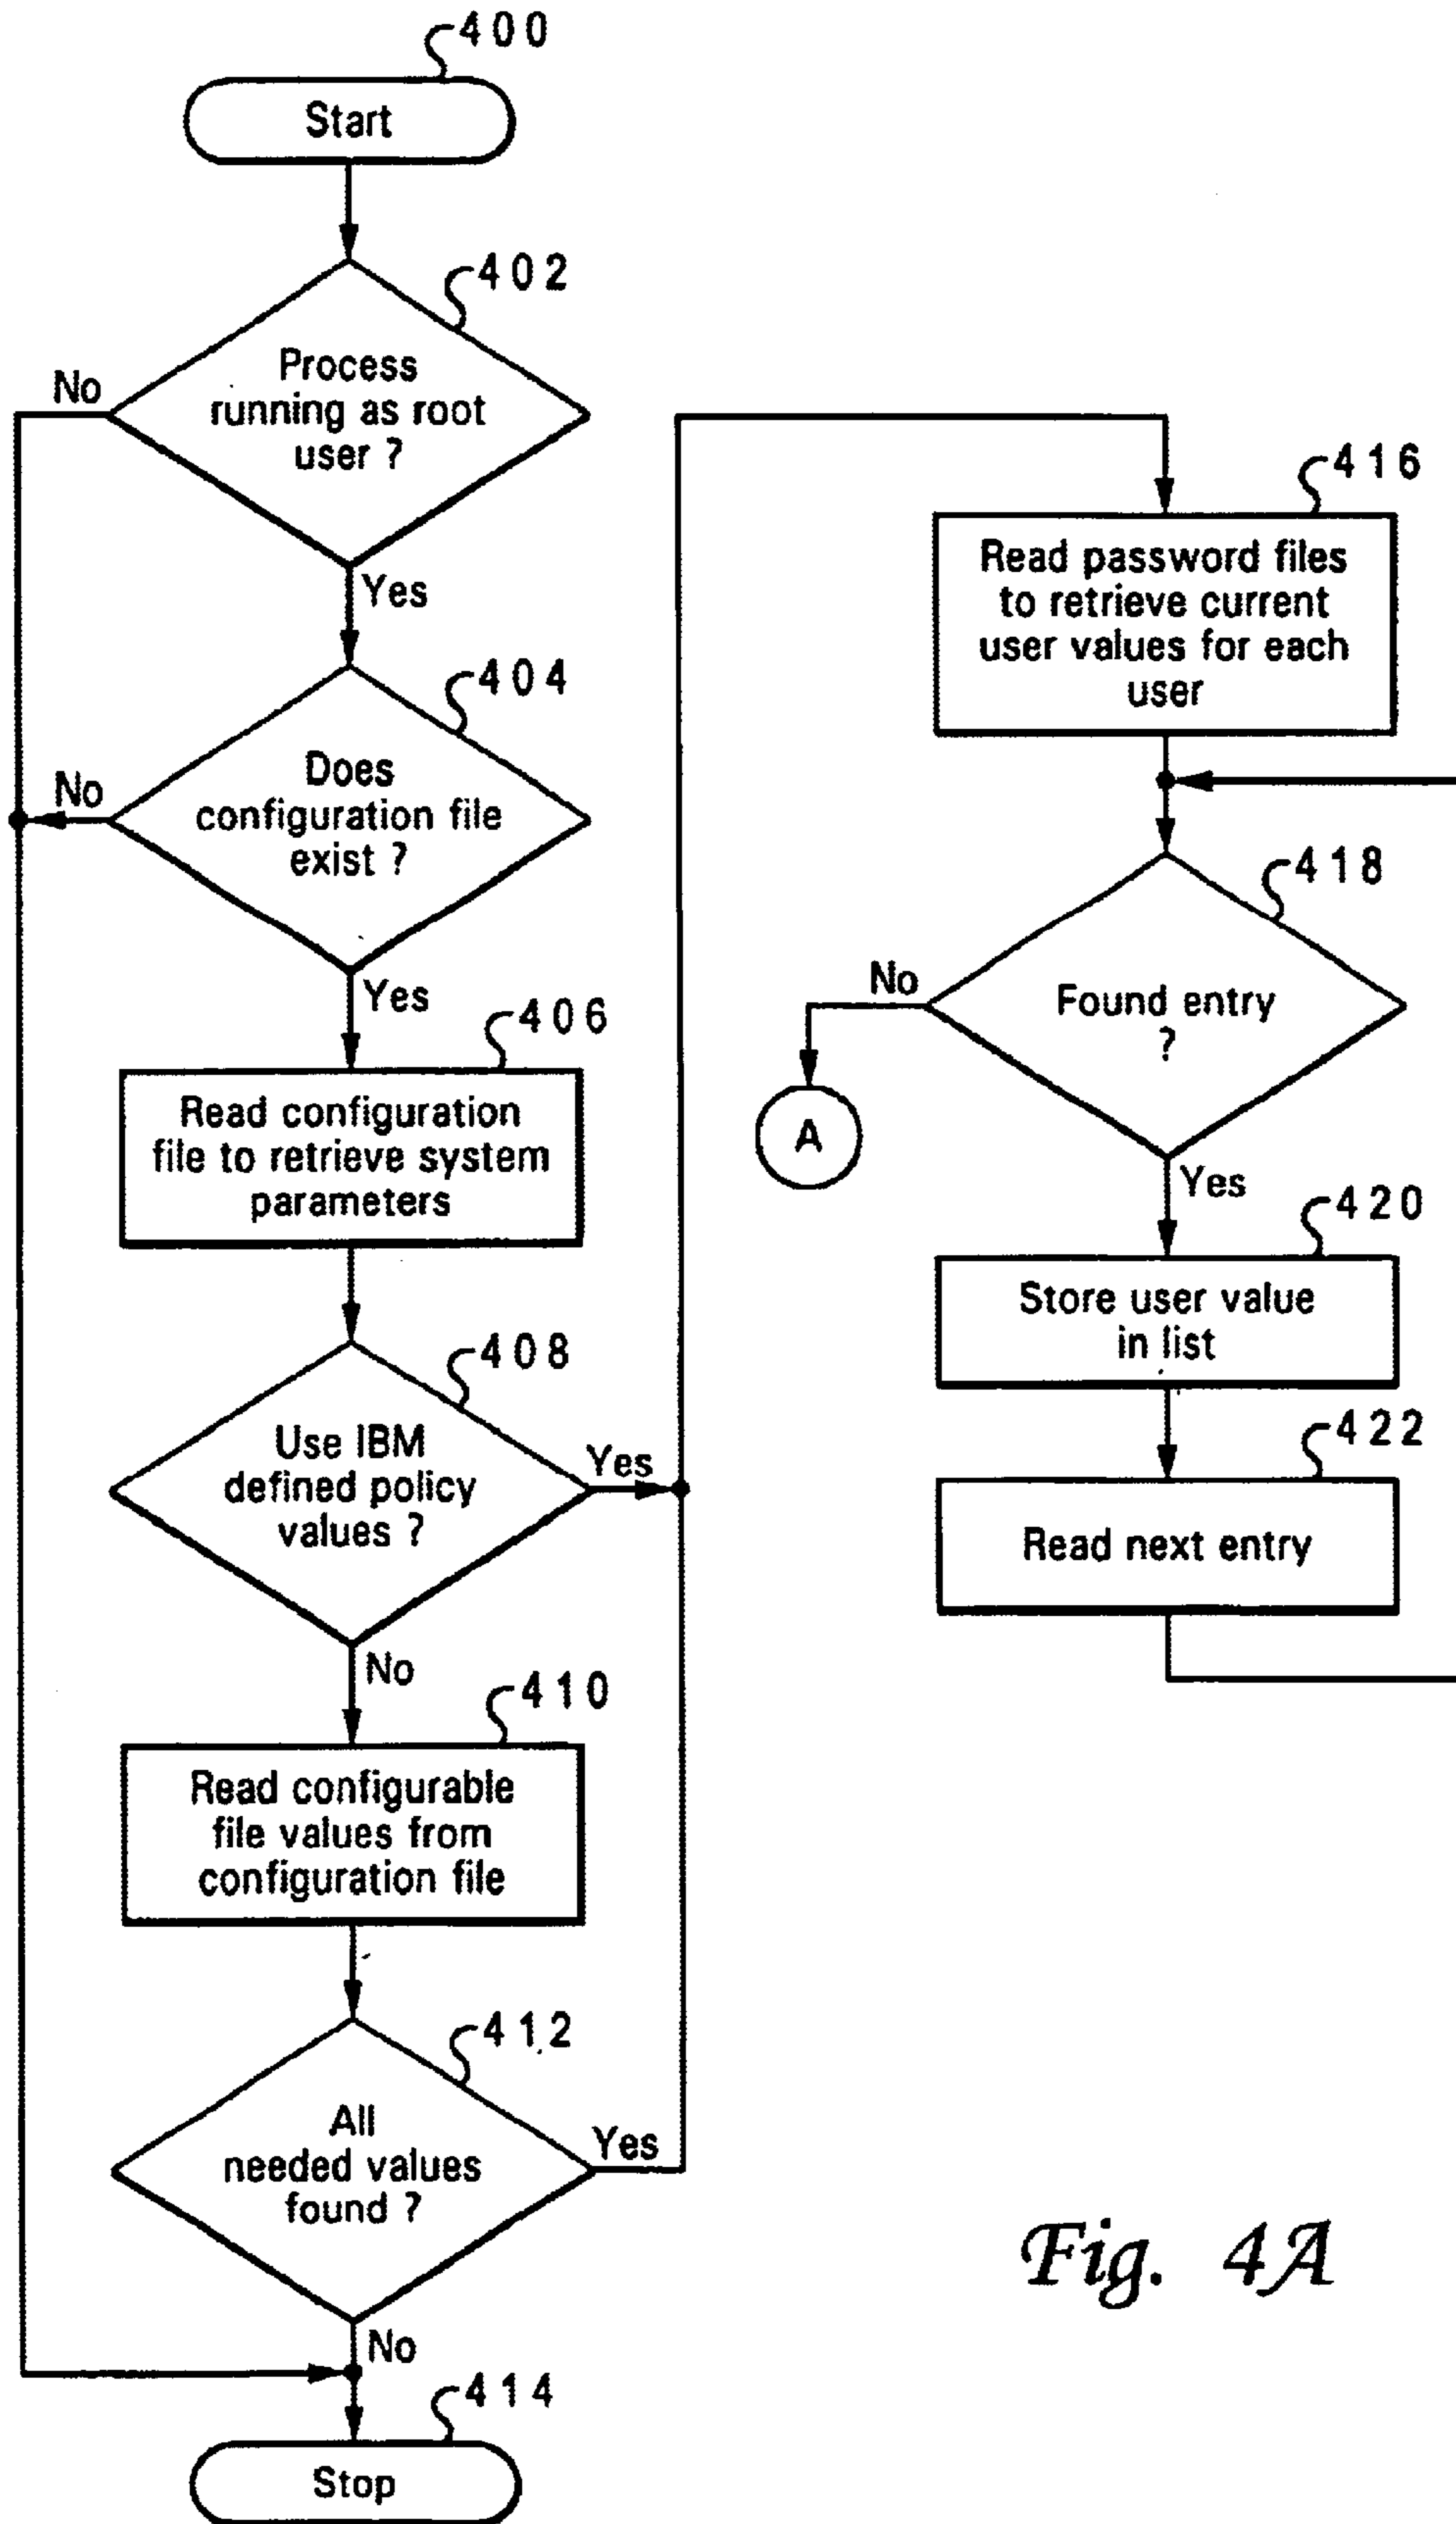 400
Start
402
Process
running as root
user ?
No
Yes
404
Does
configuration file
exist ?
No
Yes
406
Read configuration
file to retrieve system
parameters
408
Use IBM
defined policy
values ?
Yes
No
410
Read configurable
file values from
configuration file
412
All
needed values
found ?
Yes
No
414
Stop
416
Read password files
to retrieve current
user values for each
user
418
Found entry
?
No
A
Yes
420
Store user value
in list
422
Read next entry
Fig. 4A